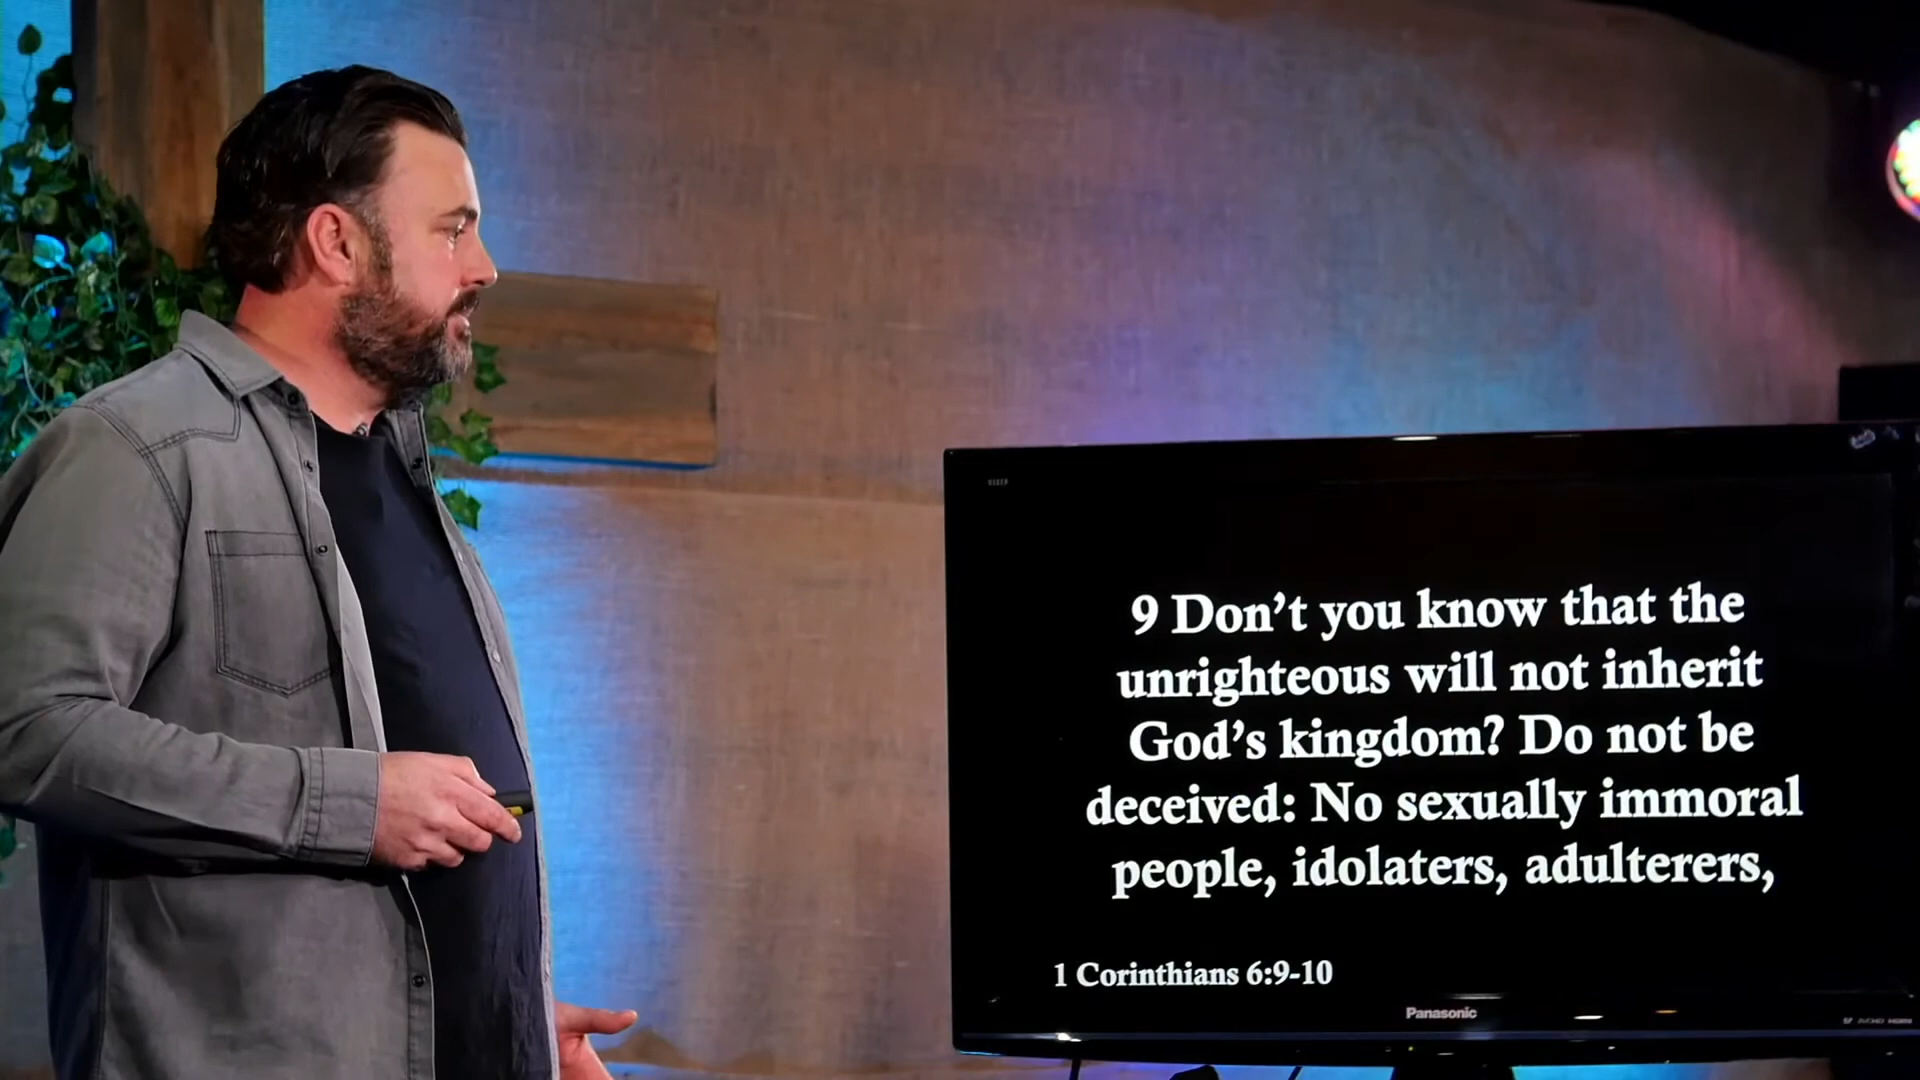 9 Don’t you know that the
unrighteous will not inherit
God’s kingdom? Do not be
deceived: No sexually immoral
people, idolaters, adulterers,
1 Corinthians 6:9-10
Panasonic